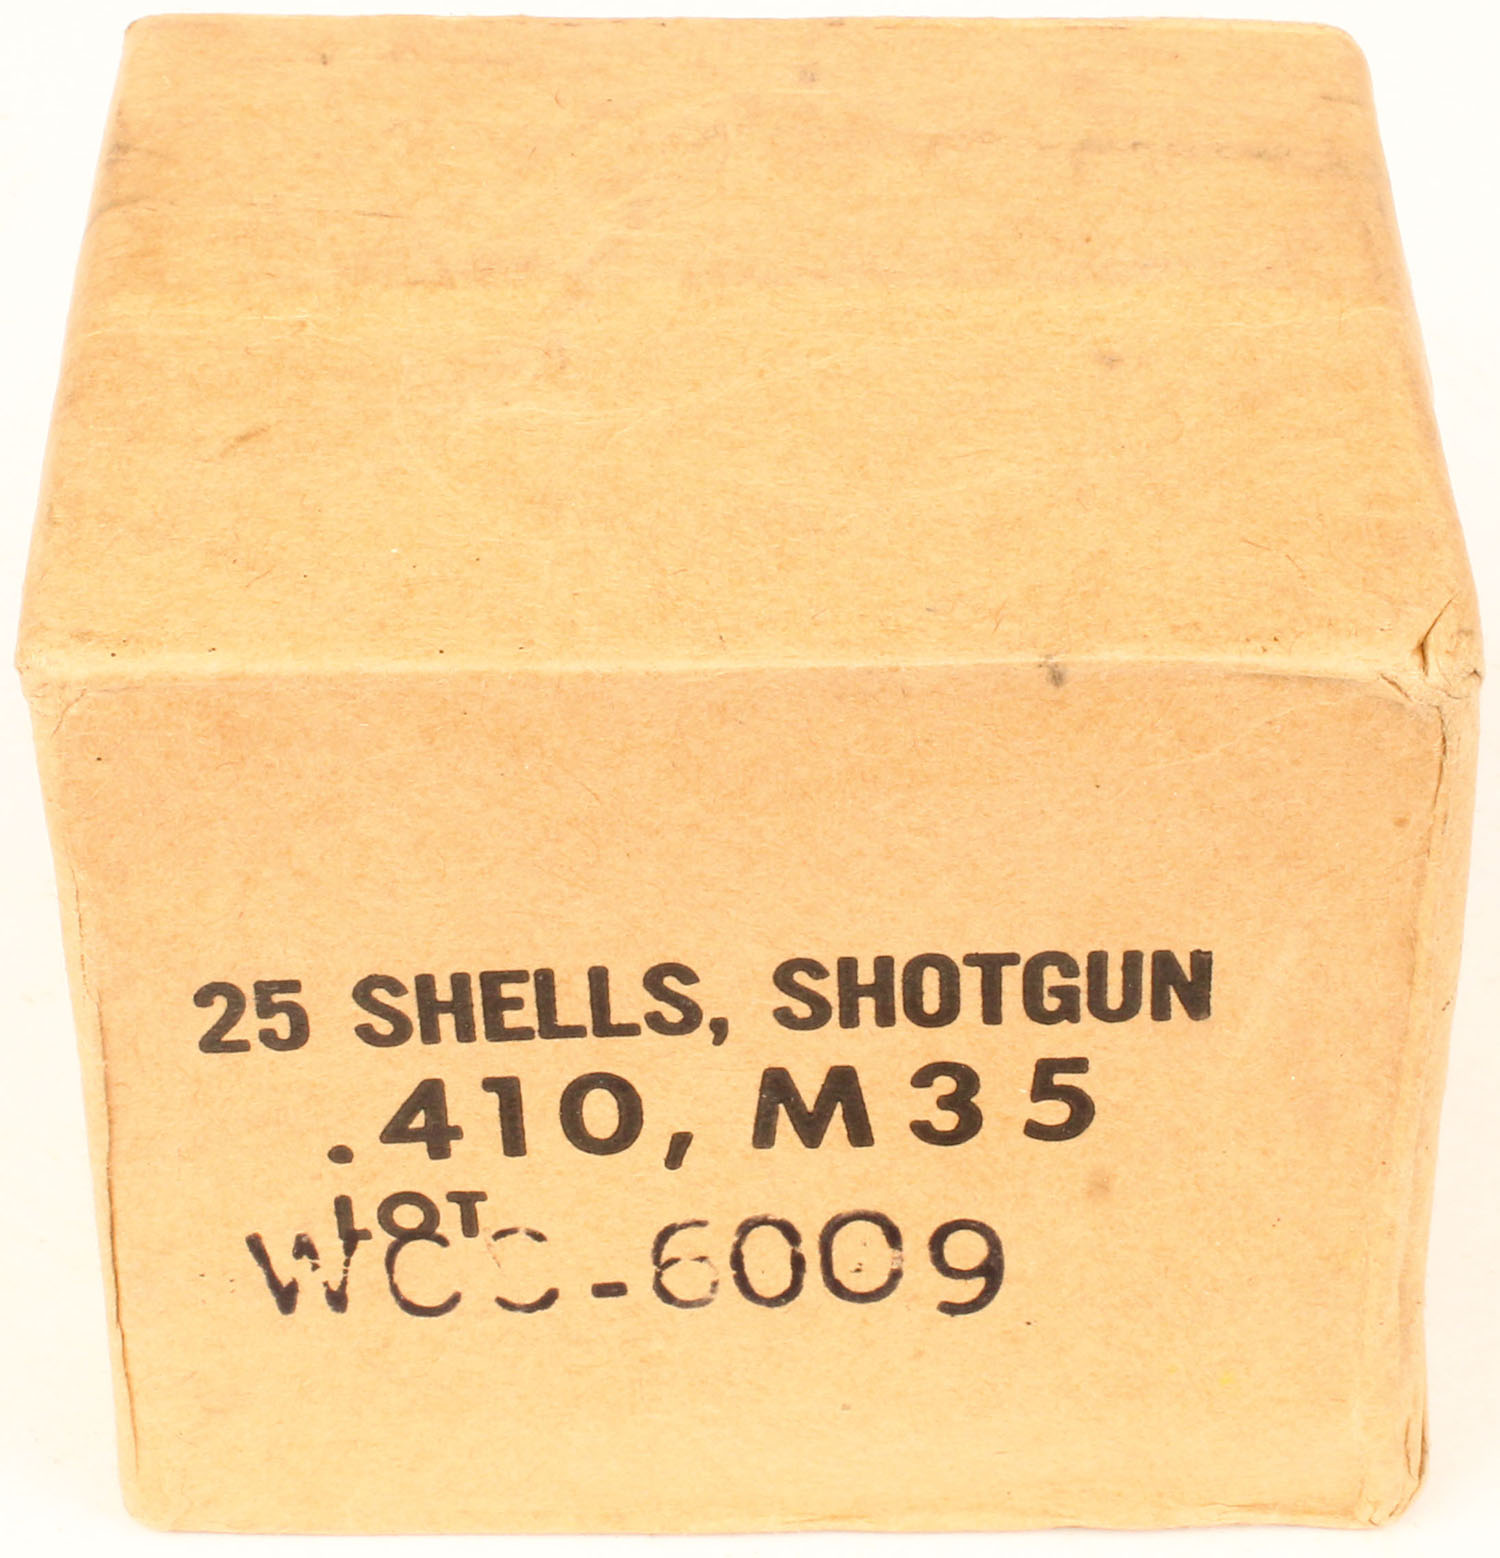 25 SHELLS, SHOTGUN
.410, M35
LOT
WCC-6009